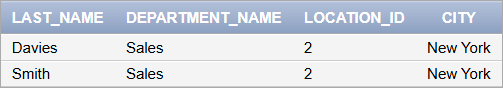 LAST_NAME DEPARTMENT_NAME LOCATION_ID CITY
Davies Sales 2 New York
Smith Sales 2 New York